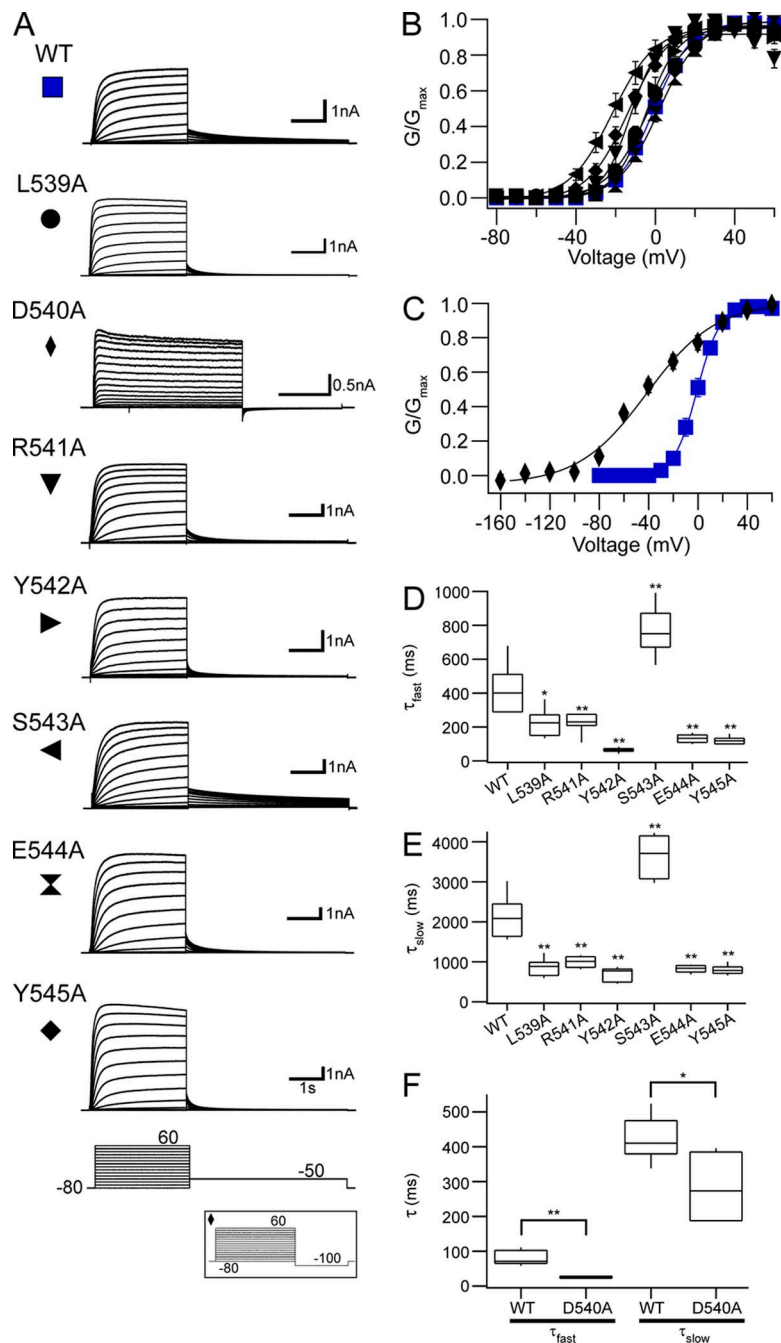 A
WT
1nA
L539A
1nA
D540A
0.5nA
R541A
1nA
Y542A
1nA
S543A
1nA
E544A
1nA
Y545A
1nA
1s
60
-80
-50
60
-80
-100
B
G/Gmax
1.0
0.8
0.6
0.4
0.2
0.0
-80 -40 0 40
Voltage (mV)
C
G/Gmax
1.0
0.8
0.6
0.4
0.2
0.0
-160 -120 -80 -40 0 40
Voltage (mV)
D
τfast (ms)
1000
800
600
400
200
0
* ** ** ** ** **
WT L539A R541A Y542A S543A E544A Y545A
E
τslow (ms)
4000
3000
2000
1000
0
** ** ** ** ** **
WT L539A R541A Y542A S543A E544A Y545A
F
τ (ms)
500
400
300
200
100
0
** *
WT D540A WT D540A
τfast τslow